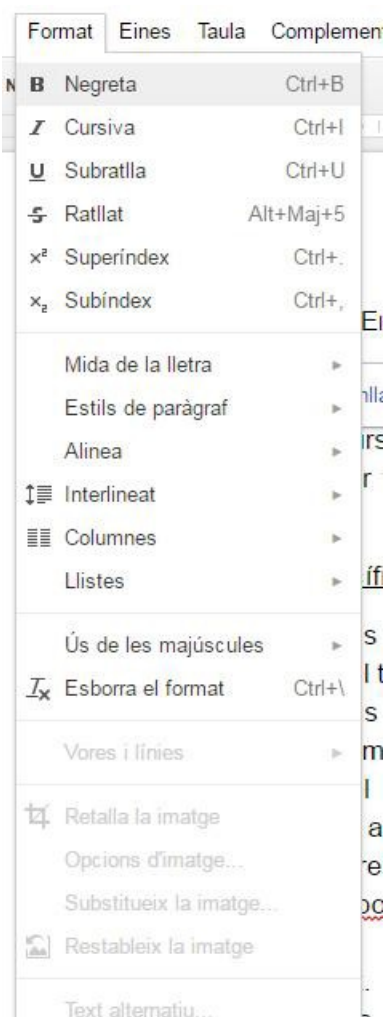 Format Eines Taula
Negreta Ctrl+B
Cursiva Ctrl+I
Subratlla Ctrl+U
Ratllat Alt+Maj+5
Superíndex Ctrl+.
Subíndex Ctrl+,
Mida de la lletra
Estils de paràgraf
Alinea
Interlineat
Columnes
Llistes
Ús de les majúscules
Esborra el format Ctrl+\
Vores i línies
Retalla la imatge
Opcions d'imatge...
Substitueix la imatge...
Restableix la imatge
Text alternatiu...